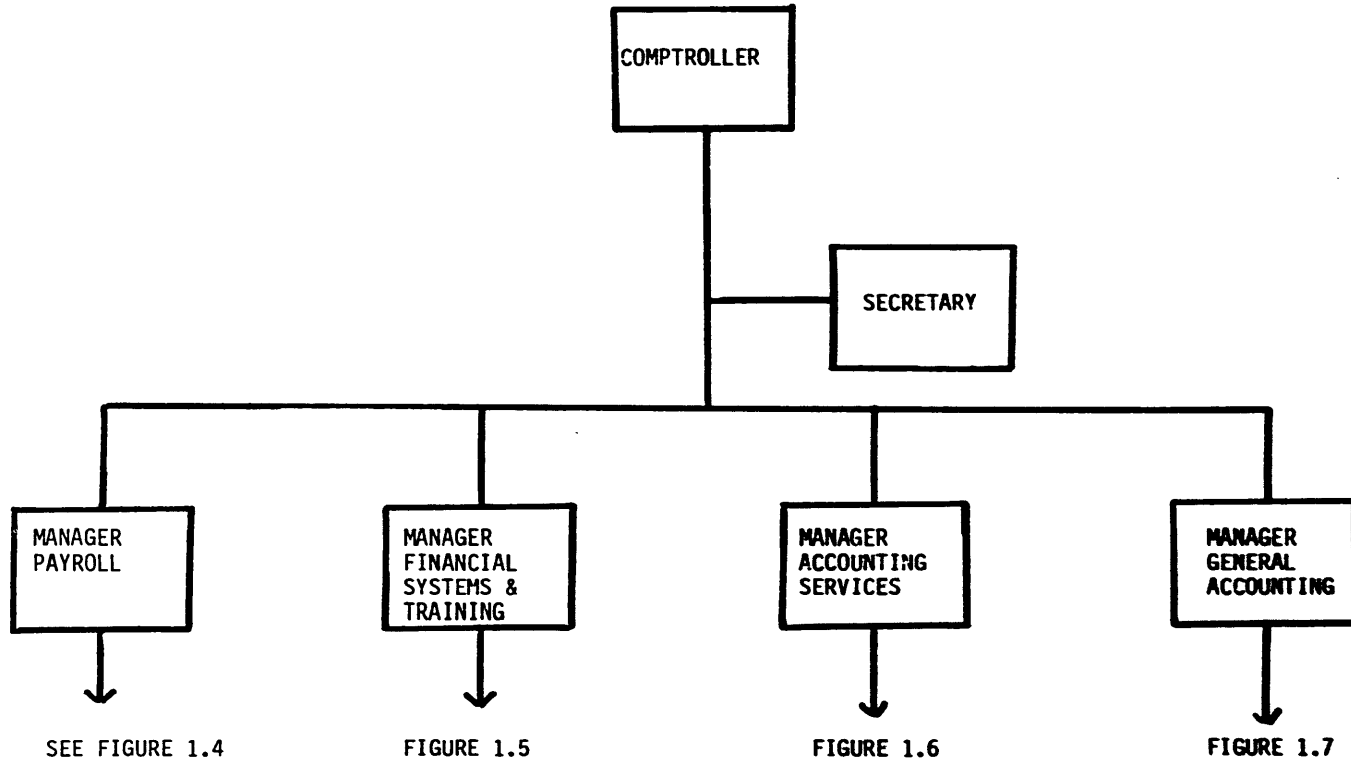 COMPTROLLER
SECRETARY
MANAGER
PAYROLL
MANAGER
FINANCIAL
SYSTEMS &
TRAINING
MANAGER
ACCOUNTING
SERVICES
MANAGER
GENERAL
ACCOUNTING
SEE FIGURE 1.4
FIGURE 1.5
FIGURE 1.6
FIGURE 1.7